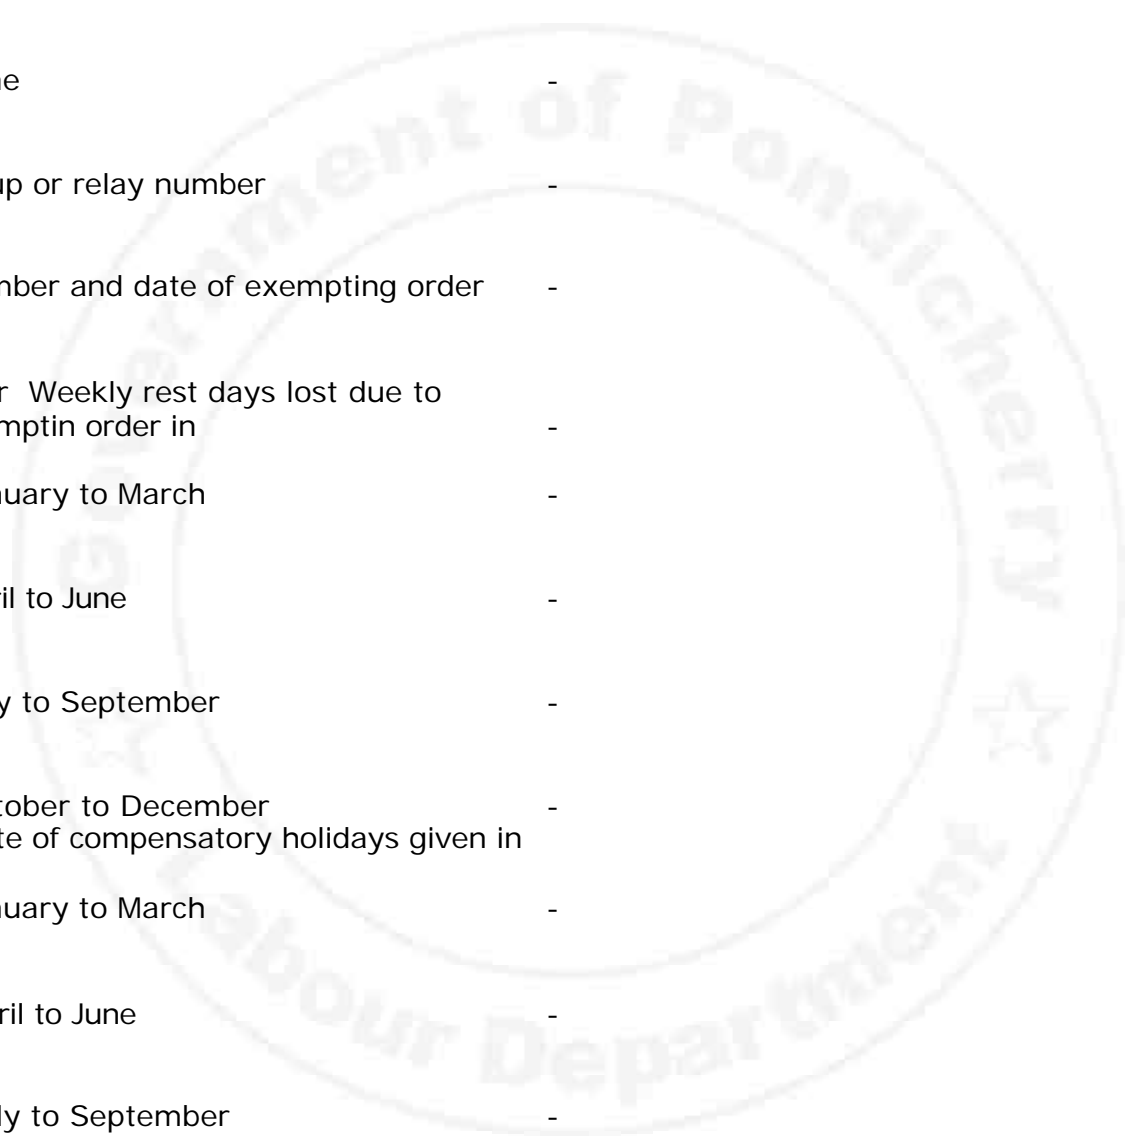 Government of Pondicherry
Labour Department
ne -
up or relay number -
mber and date of exempting order -
r Weekly rest days lost due to
mptin order in -
nuary to March -
il to June -
y to September -
tober to December -
te of compensatory holidays given in
nuary to March -
ril to June -
ly to September -